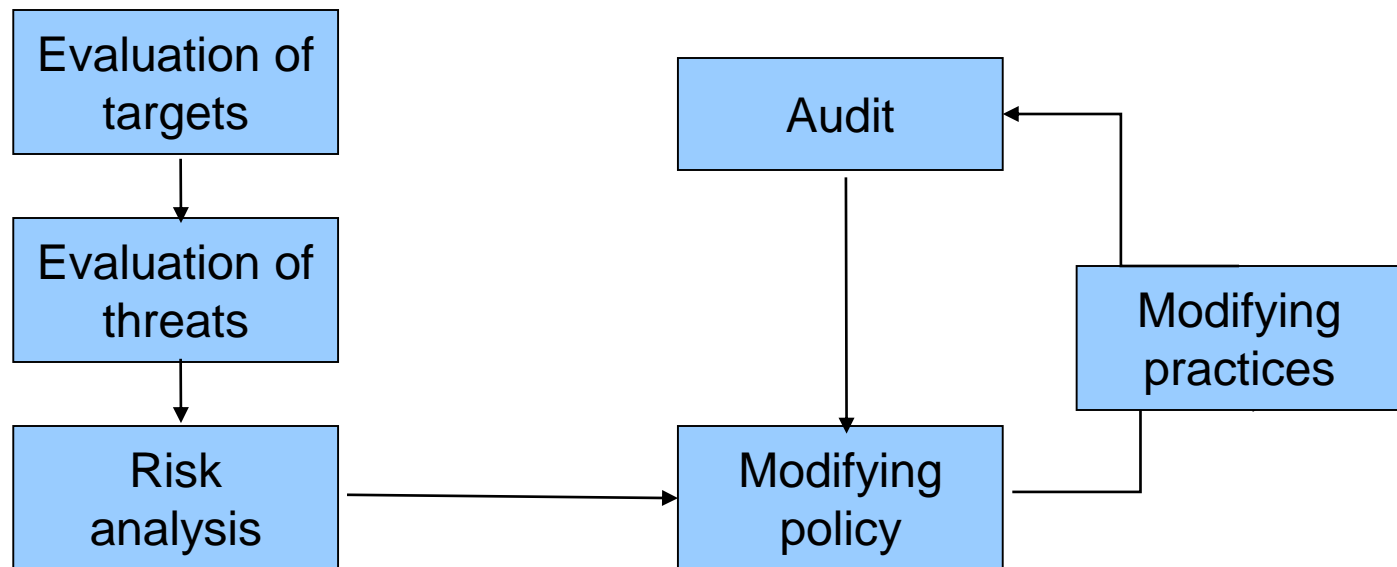 Evaluation of
targets
Evaluation of
threats
Risk
analysis
Audit
Modifying
policy
Modifying
practices